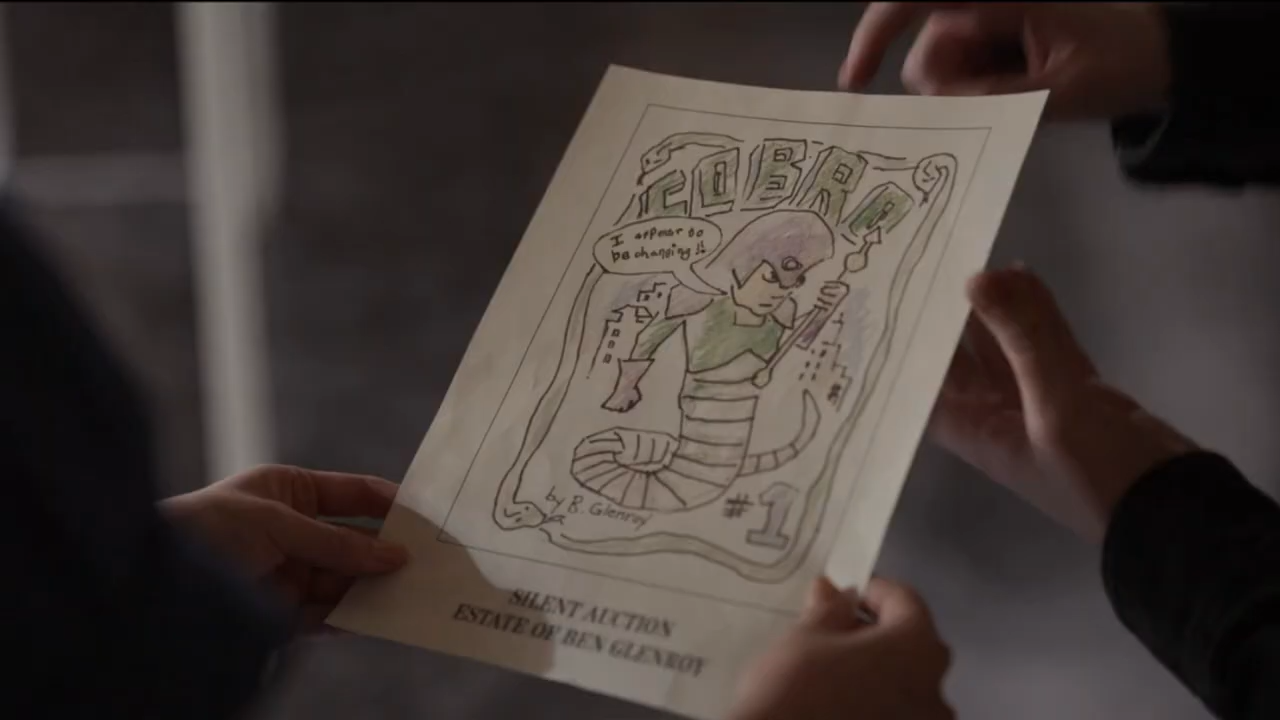 COBRA
I appear to
be changing!!
by B. Glenroy
#1
SILENT AUCTION
ESTATE OF BEN GLENROY